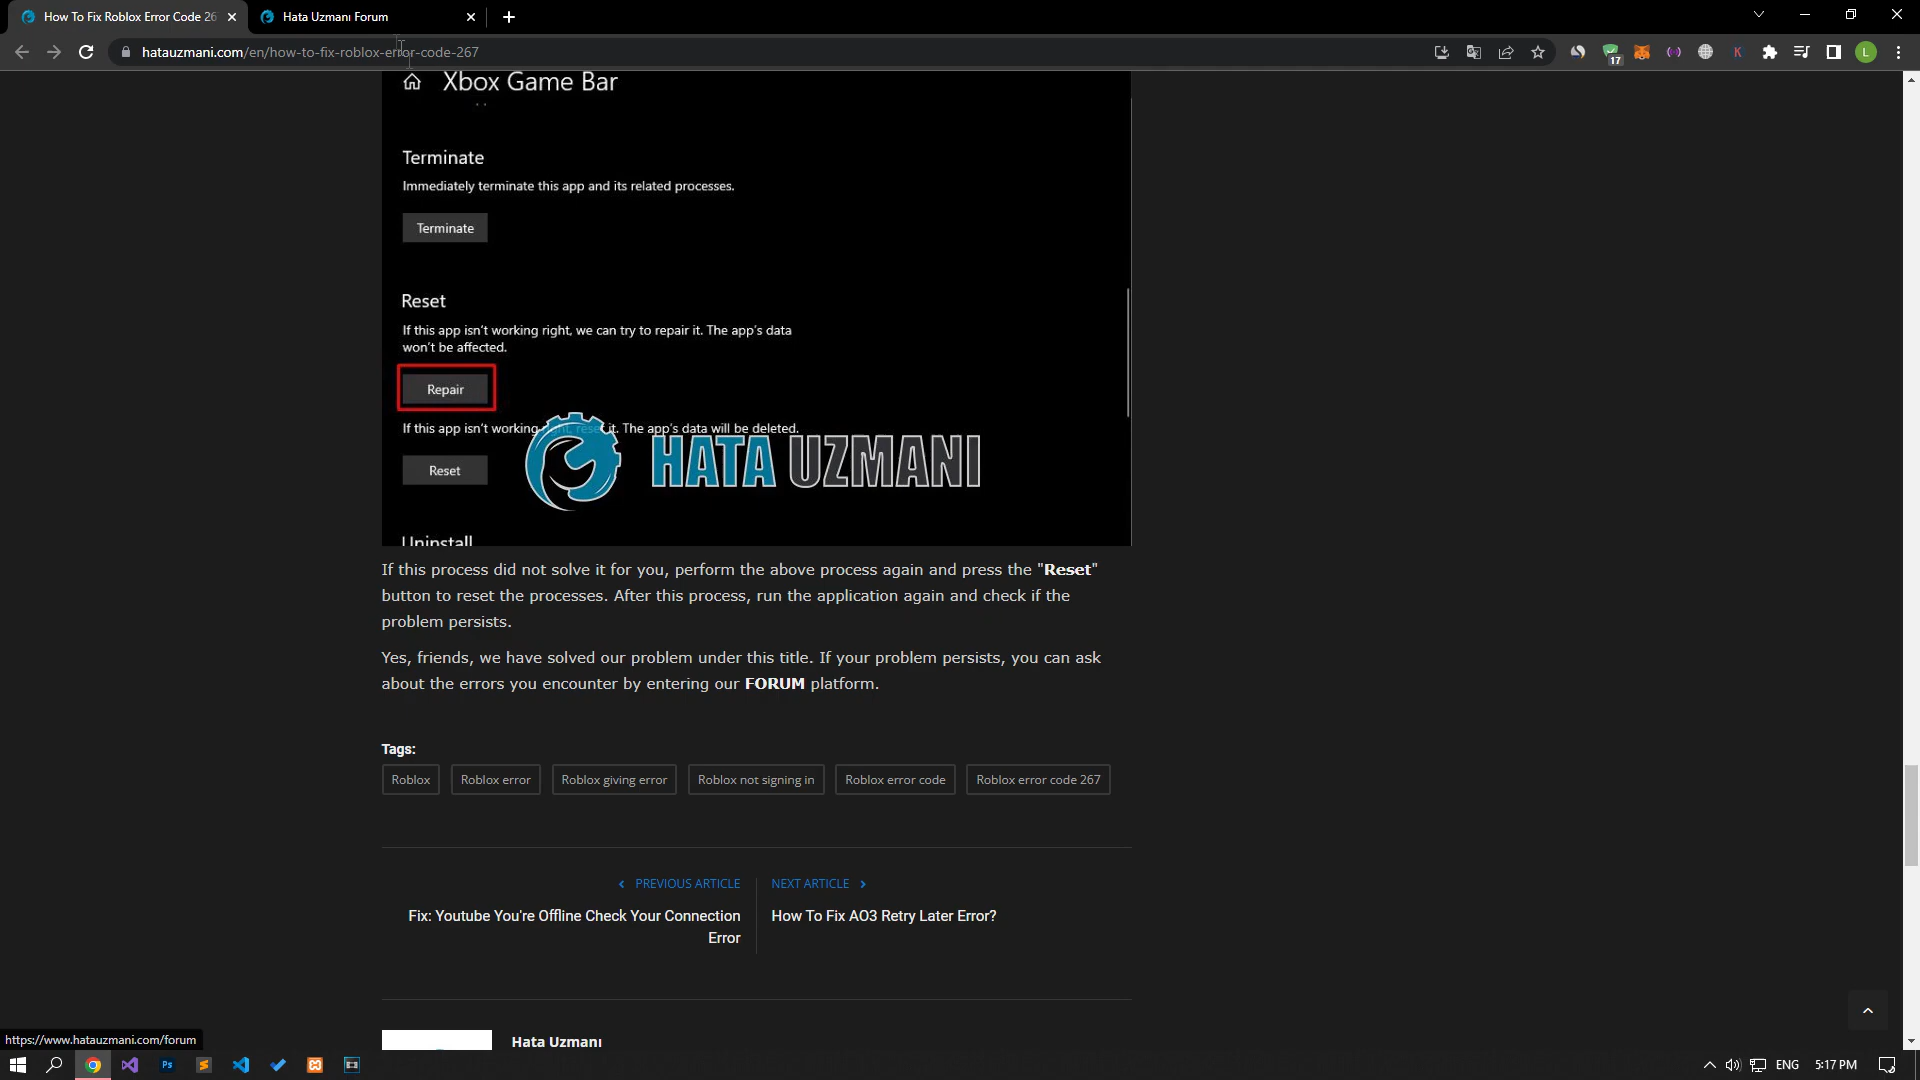 How To Fix Roblox Error Code 26
Hata Uzmanı Forum
hatauzmani.com/en/how-to-fix-roblox-error-code-267
17
K
L
Xbox Game Bar
Terminate
Immediately terminate this app and its related processes.
Terminate
Reset
If this app isn't working right, we can try to repair it. The app's data
won't be affected.
Repair
If this app isn't working right, reset it. The app's data will be deleted.
HATA UZMANI
Reset
Uninstall
If this process did not solve it for you, perform the above process again and press the "Reset"
button to reset the processes. After this process, run the application again and check if the
problem persists.
Yes, friends, we have solved our problem under this title. If your problem persists, you can ask
about the errors you encounter by entering our FORUM platform.
Tags:
Roblox Roblox error Roblox giving error Roblox not signing in Roblox error code Roblox error code 267
PREVIOUS ARTICLE
Fix: Youtube You're Offline Check Your Connection
Error
NEXT ARTICLE
How To Fix AO3 Retry Later Error?
Hata Uzmanı
https://www.hatauzmani.com/forum
Ps
ENG
5:17 PM